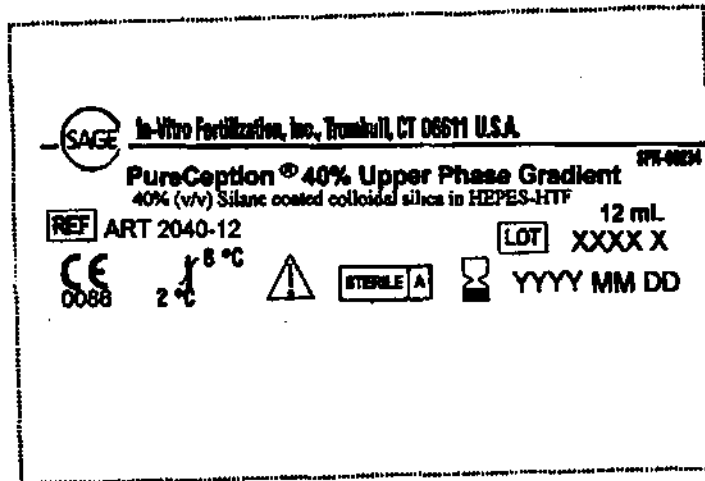 SAGE In-Vitro Fertilization, Inc., Trumbull, CT 06611 U.S.A.
PureCeption ® 40% Upper Phase Gradient
40% (v/v) Silane coated colloidal silica in HEPES-HTF
12 mL
REF ART 2040-12
LOT XXXX X
8 °C
CE
0086
2 °C
STERILE A
YYYY MM DD